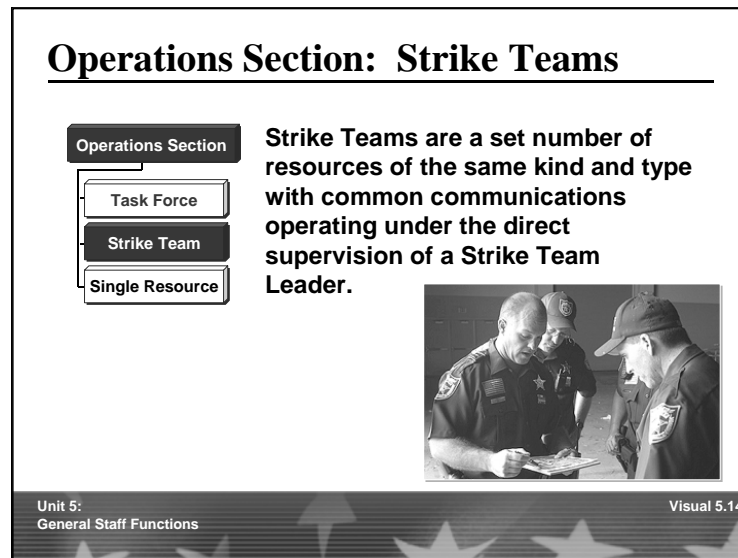 Operations Section: Strike Teams
Operations Section
Task Force
Strike Team
Single Resource
Strike Teams are a set number of
resources of the same kind and type
with common communications
operating under the direct
supervision of a Strike Team
Leader.
Unit 5:
General Staff Functions
Visual 5.14